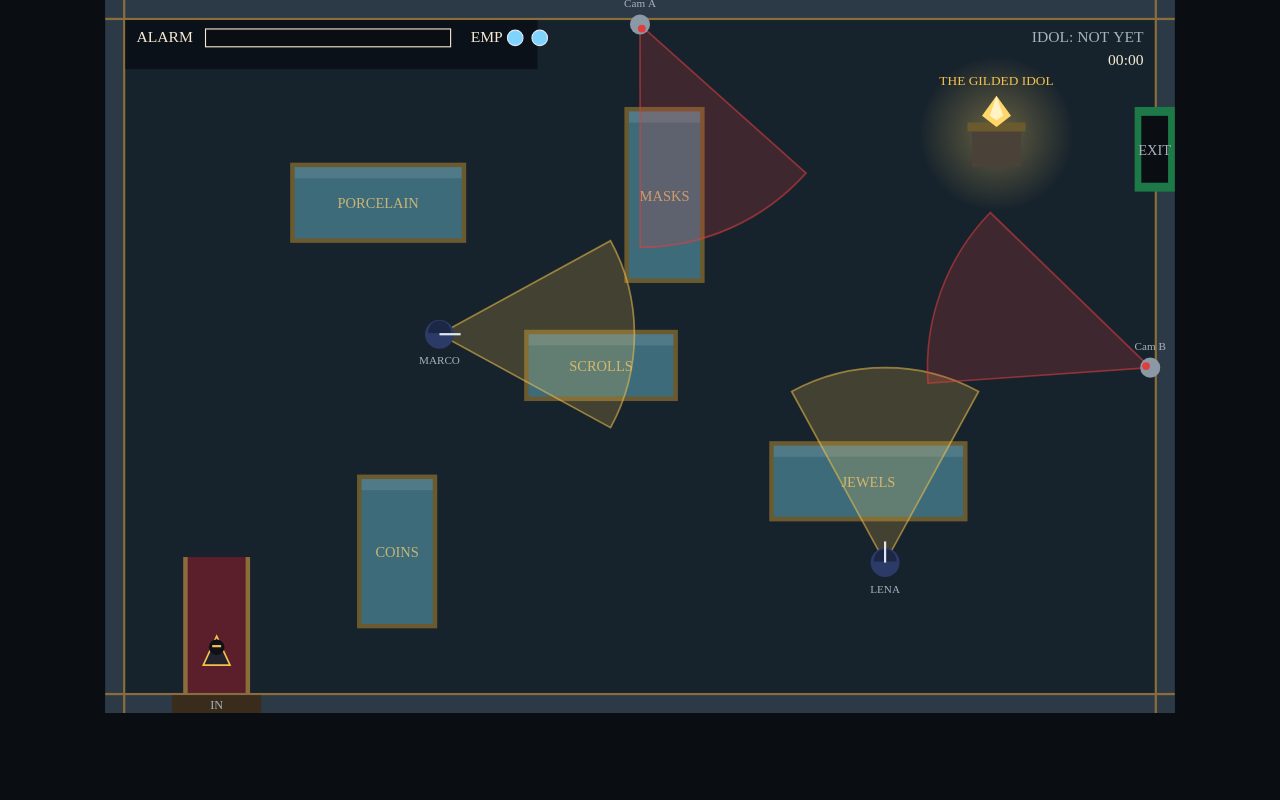 Cam A
ALARM
EMP
IDOL: NOT YET
00:00
THE GILDED IDOL
EXIT
MASKS
PORCELAIN
Cam B
MARCO
SCROLLS
JEWELS
COINS
LENA
IN